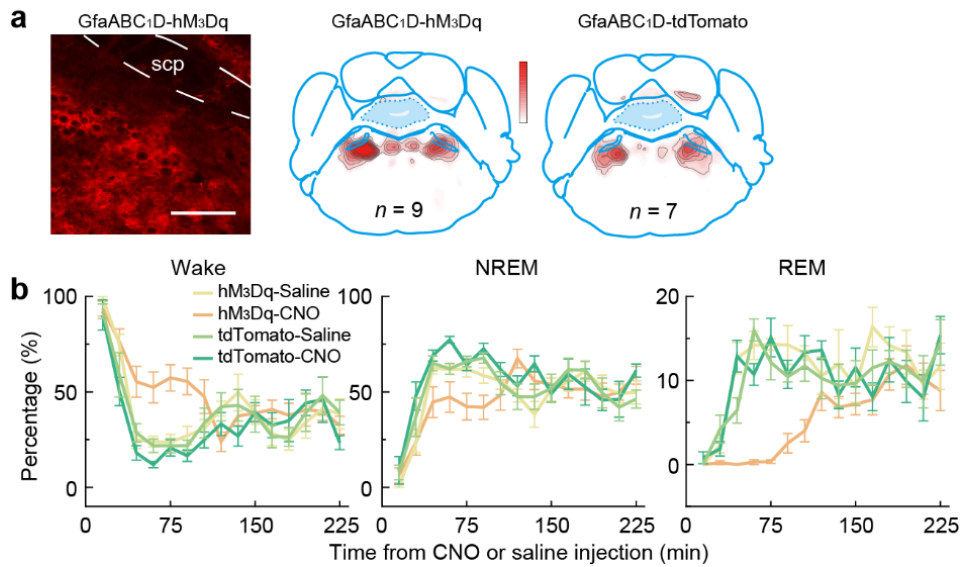 a
GfaABC₁D-hM₃Dq
GfaABC₁D-hM₃Dq
GfaABC₁D-tdTomato
scp
n = 9
n = 7
b
Wake
NREM
REM
hM₃Dq-Saline
hM₃Dq-CNO
tdTomato-Saline
tdTomato-CNO
Percentage (%)
100
50
0
100
50
0
20
10
0
0 75 150 225
0 75 150 225
0 75 150 225
Time from CNO or saline injection (min)